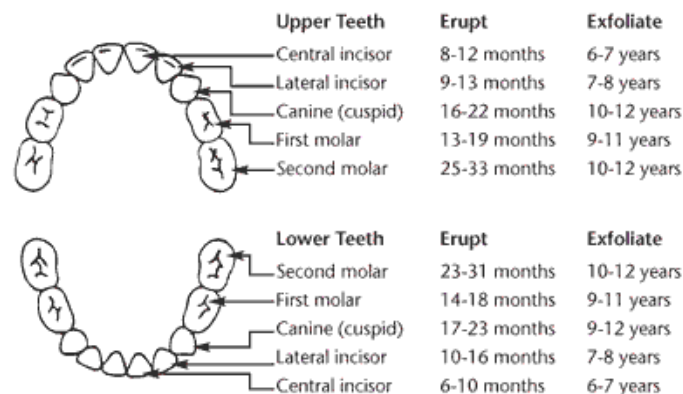 Upper Teeth Erupt Exfoliate
Central incisor 8-12 months 6-7 years
Lateral incisor 9-13 months 7-8 years
Canine (cuspid) 16-22 months 10-12 years
First molar 13-19 months 9-11 years
Second molar 25-33 months 10-12 years
Lower Teeth Erupt Exfoliate
Second molar 23-31 months 10-12 years
First molar 14-18 months 9-11 years
Canine (cuspid) 17-23 months 9-12 years
Lateral incisor 10-16 months 7-8 years
Central incisor 6-10 months 6-7 years